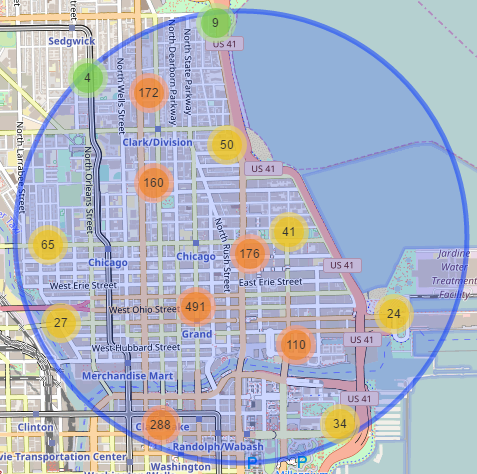 9
Sedgwick
US 41
4
North Wells Street
172
North Dearborn Parkway
North State Parkway
North Larrabee Street
Clark/Division
50
North Orleans Street
US 41
160
65
Chicago
Chicago
North Rush Street
176
41
US 41
Jardine
Water
Treatment
Facility
West Erie Street
East Erie Street
27
West Ohio Street
491
24
Grand
West Hubbard Street
110
US 41
Merchandise Mart
US 41
Clinton
288
34
Randolph/Wabash
Transportation Center
Washington
P
P